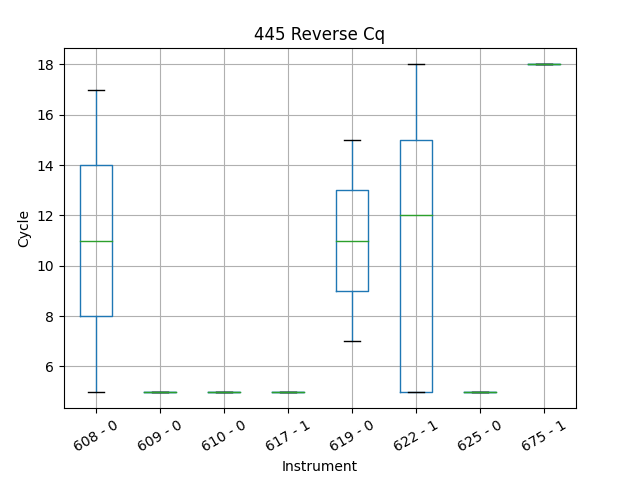 445 Reverse Cq
Cycle
18
16
14
12
10
8
6
608 - 0
609 - 0
610 - 0
617 - 1
619 - 0
622 - 1
625 - 0
675 - 1
Instrument